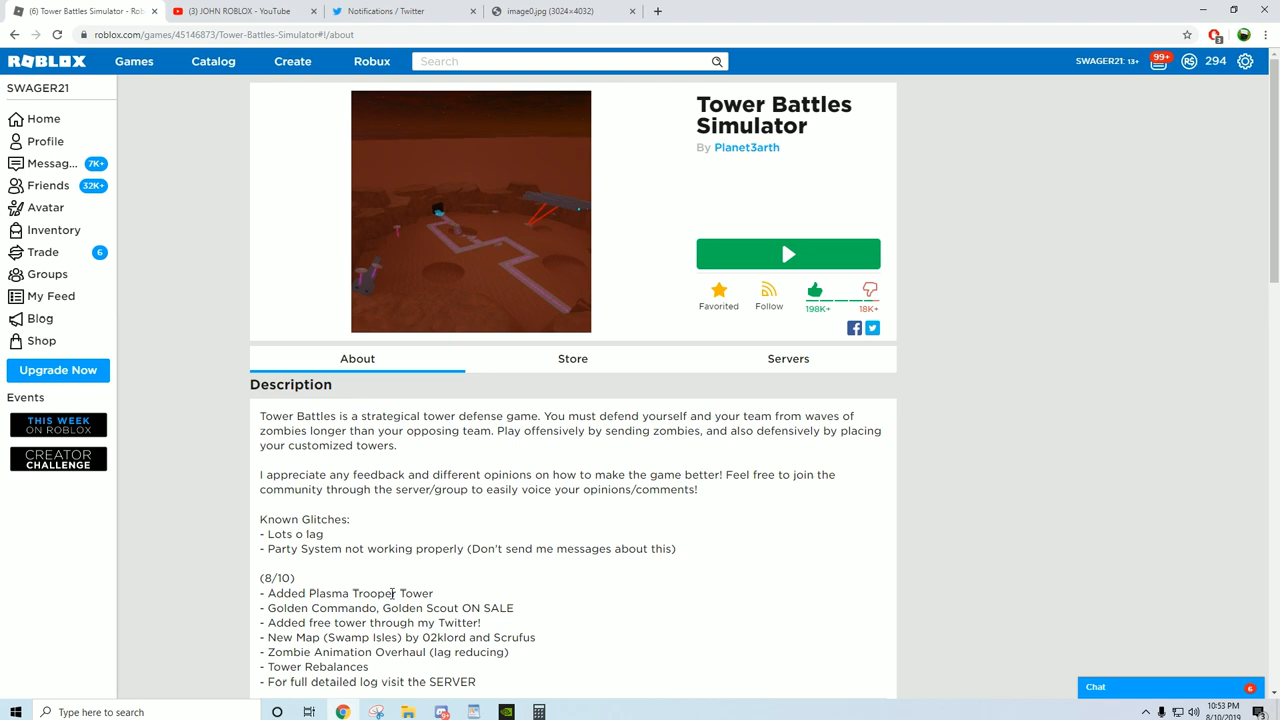 (6) Tower Battles Simulator - Rob
(3) JOHN ROBLOX - YouTube
Notifications / Twitter
image0.jpg (3024×4032)
roblox.com/games/45146873/Tower-Battles-Simulator#!/about
ROBLOX
Games
Catalog
Create
Robux
Search
SWAGER21: 13+
99+
294
SWAGER21
Home
Profile
Messag... 7K+
Friends 32K+
Avatar
Inventory
Trade 6
Groups
My Feed
Blog
Shop
Upgrade Now
Events
THIS WEEK
ON ROBLOX
CREATOR
CHALLENGE
Tower Battles
Simulator
By Planet3arth
Favorited
Follow
198K+
18K+
About
Store
Servers
Description
Tower Battles is a strategical tower defense game. You must defend yourself and your team from waves of
zombies longer than your opposing team. Play offensively by sending zombies, and also defensively by placing
your customized towers.
I appreciate any feedback and different opinions on how to make the game better! Feel free to join the
community through the server/group to easily voice your opinions/comments!
Known Glitches:
- Lots o lag
- Party System not working properly (Don't send me messages about this)
(8/10)
- Added Plasma Trooper Tower
- Golden Commando, Golden Scout ON SALE
- Added free tower through my Twitter!
- New Map (Swamp Isles) by 02klord and Scrufus
- Zombie Animation Overhaul (lag reducing)
- Tower Rebalances
- For full detailed log visit the SERVER
Chat
6
Type here to search
10:53 PM
8/10/2019